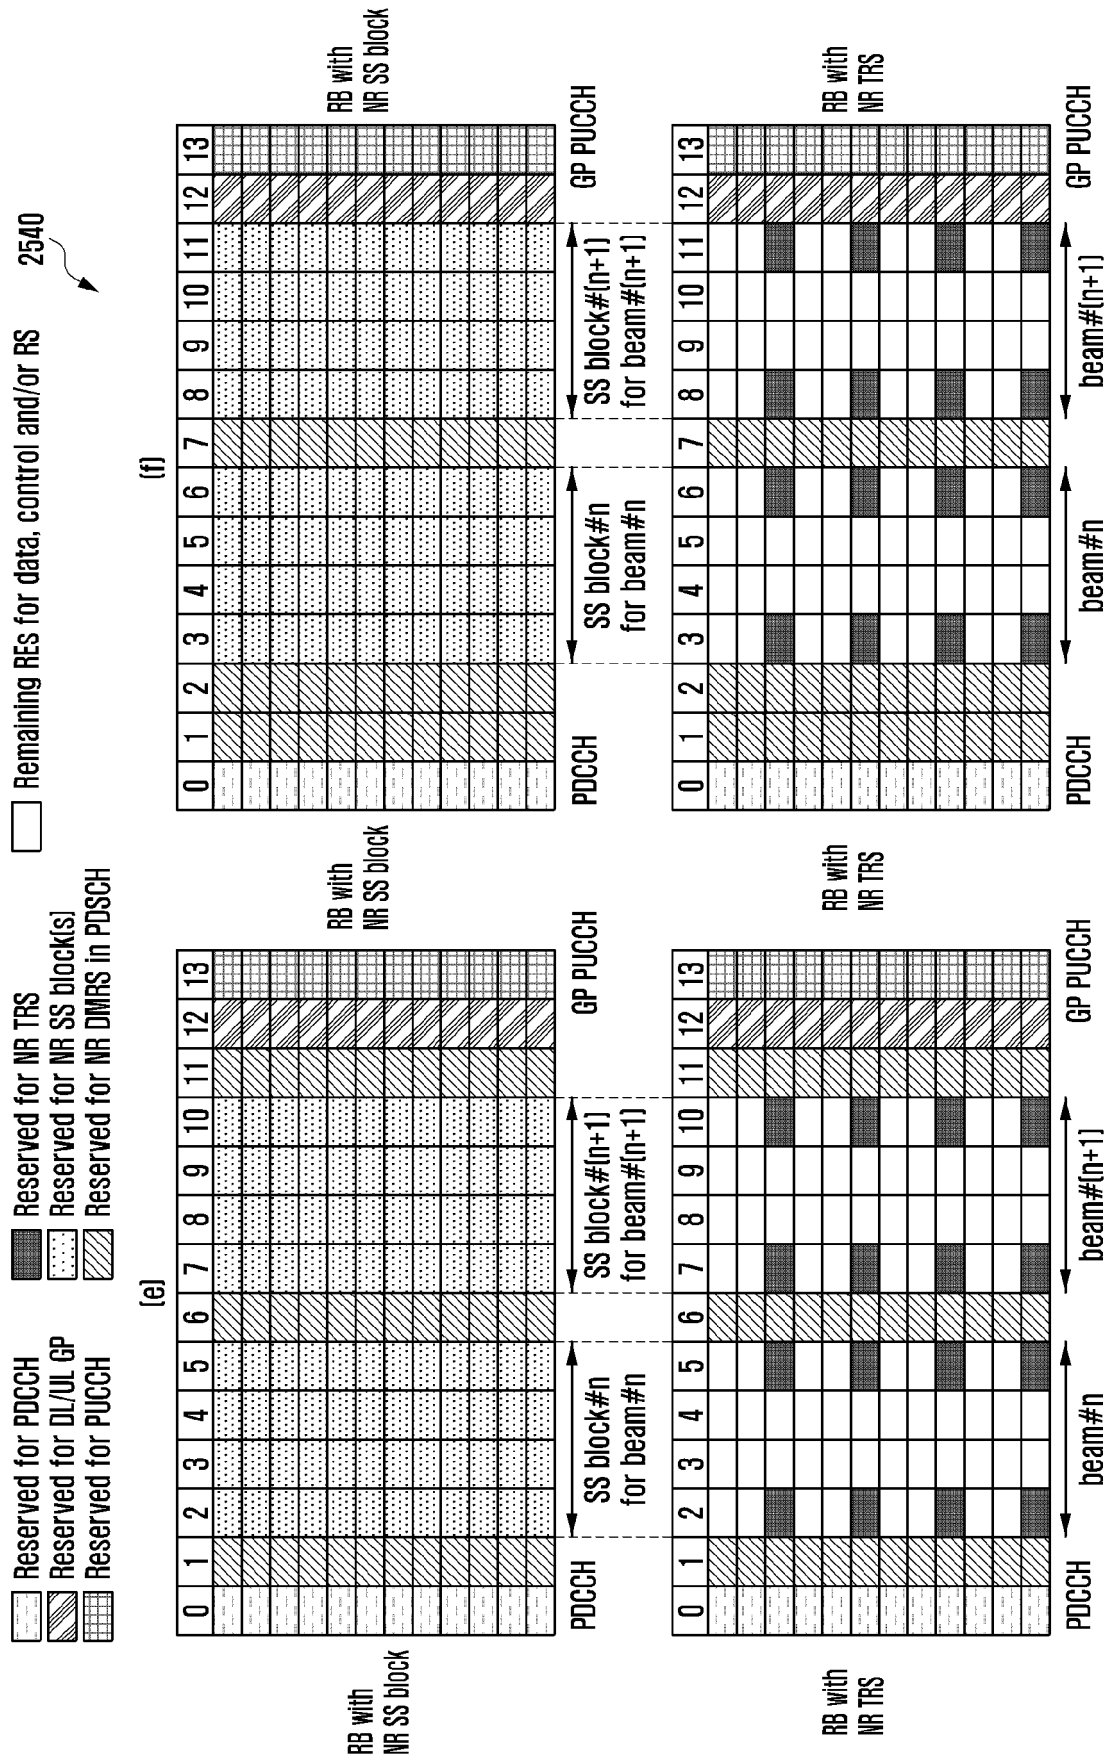 Reserved for PDCCH
Reserved for DL/UL GP
Reserved for PUCCH
Reserved for NR TRS
Reserved for NR SS block(s)
Reserved for NR DMRS in PDSCH
Remaining REs for data, control and/or RS
2540
(e)
RB with
NR SS block
0 1 2 3 4 5 6 7 8 9 10 11 12 13
RB with
NR SS block
PDCCH
SS block#n
for beam#n
SS block#(n+1)
for beam#(n+1)
GP PUCCH
RB with
NR TRS
0 1 2 3 4 5 6 7 8 9 10 11 12 13
RB with
NR TRS
PDCCH
beam#n
beam#(n+1)
GP PUCCH
(f)
0 1 2 3 4 5 6 7 8 9 10 11 12 13
RB with
NR SS block
PDCCH
SS block#n
for beam#n
SS block#(n+1)
for beam#(n+1)
GP PUCCH
0 1 2 3 4 5 6 7 8 9 10 11 12 13
RB with
NR TRS
PDCCH
beam#n
beam#(n+1)
GP PUCCH